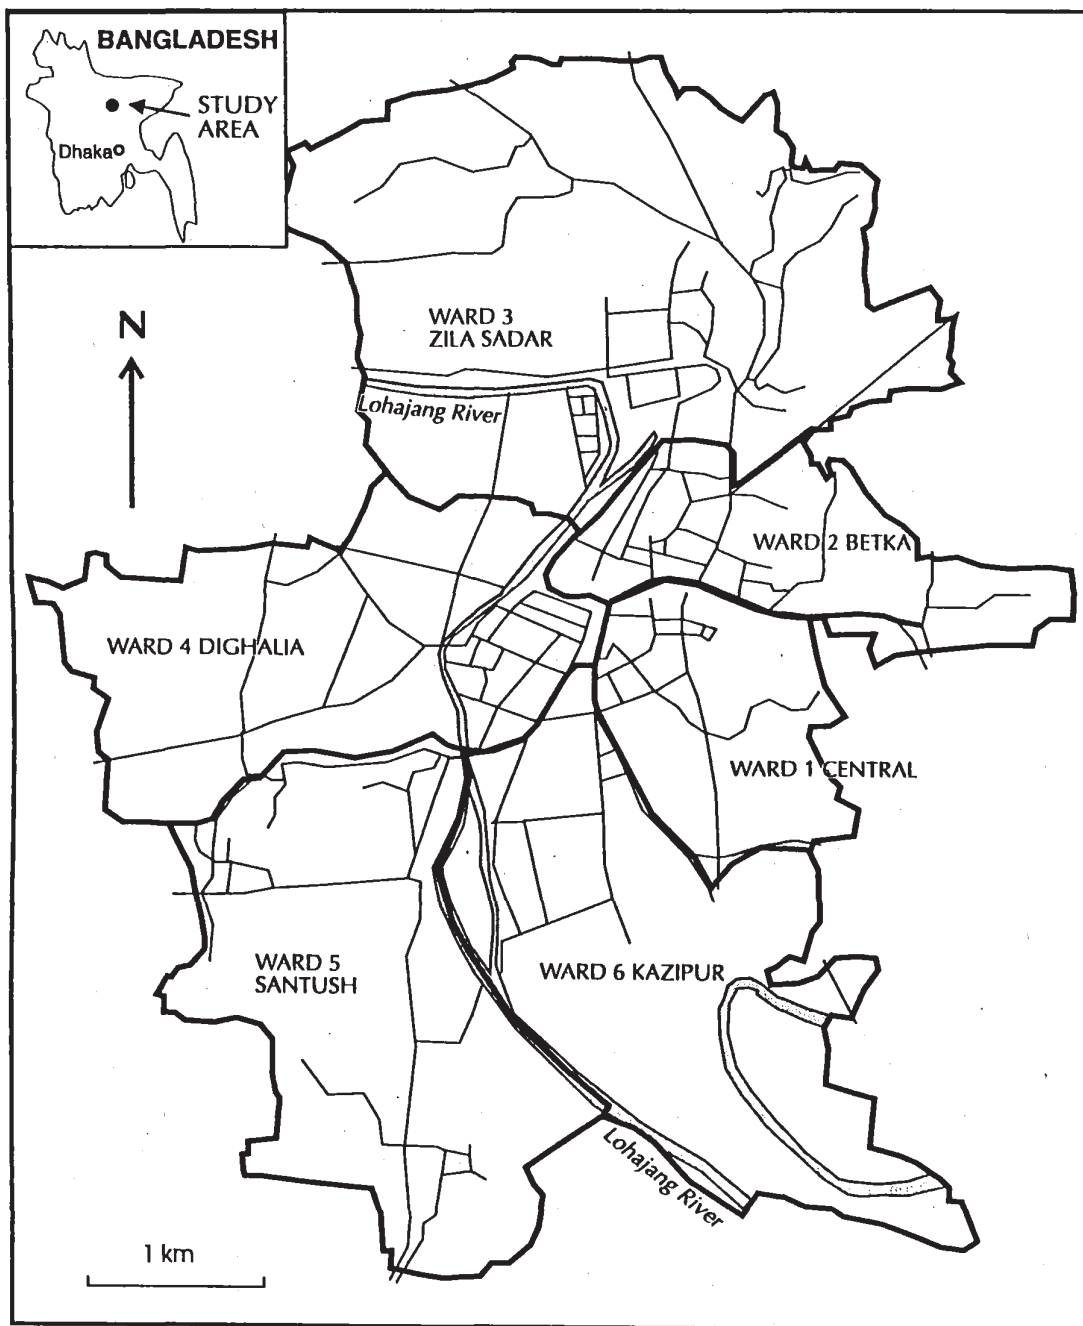 BANGLADESH
STUDY
AREA
Dhaka
N
WARD 3
ZILA SADAR
Lohajang River
WARD 2 BETKA
WARD 4 DIGHALIA
WARD 1 CENTRAL
WARD 5
SANTUSH
WARD 6 KAZIPUR
Lohajang River
1 km